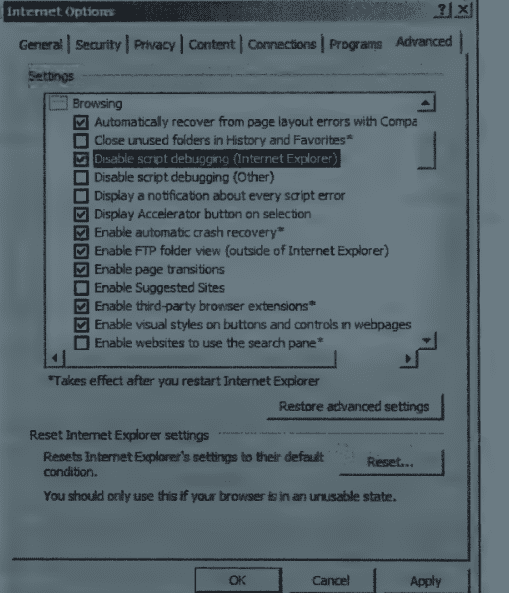 Internet Options
General Security Privacy Content Connections Programs Advanced
Settings
Browsing
Automatically recover from page layout errors with Compa
Close unused folders in History and Favorites*
Disable script debugging (Internet Explorer)
Disable script debugging (Other)
Display a notification about every script error
Display Accelerator button on selection
Enable automatic crash recovery*
Enable FTP folder view (outside of Internet Explorer)
Enable page transitions
Enable Suggested Sites
Enable third-party browser extensions*
Enable visual styles on buttons and controls in webpages
Enable websites to use the search pane*
*Takes effect after you restart Internet Explorer
Restore advanced settings
Reset Internet Explorer settings
Resets Internet Explorer's settings to their default
condition.
Reset...
You should only use this if your browser is in an unusable state.
OK Cancel Apply